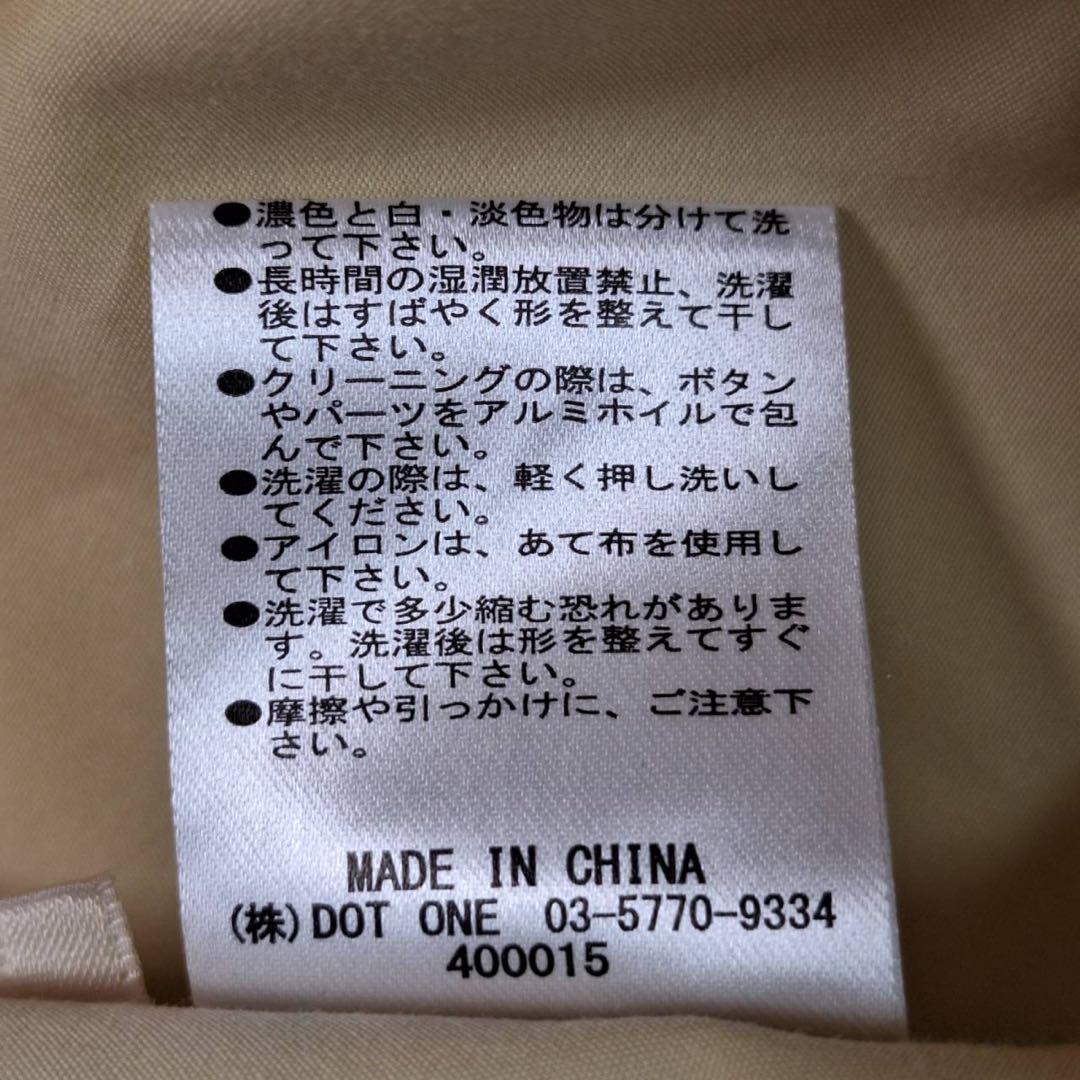 ●濃色と白・淡色物は分けて洗
って下さい。
●長時間の湿潤放置禁止、洗濯
後はすばやく形を整えて干し
て下さい。
●クリーニングの際は、ボタン
やパーツをアルミホイルで包
んで下さい。
●洗濯の際は、軽く押し洗いし
てください。
●アイロンは、あて布を使用し
て下さい。
●洗濯で多少縮む恐れがありま
す。洗濯後は形を整えてすぐ
に干して下さい。
●摩擦や引っかけに、ご注意下
さい。
MADE IN CHINA
(株)DOT ONE 03-5770-9334
400015